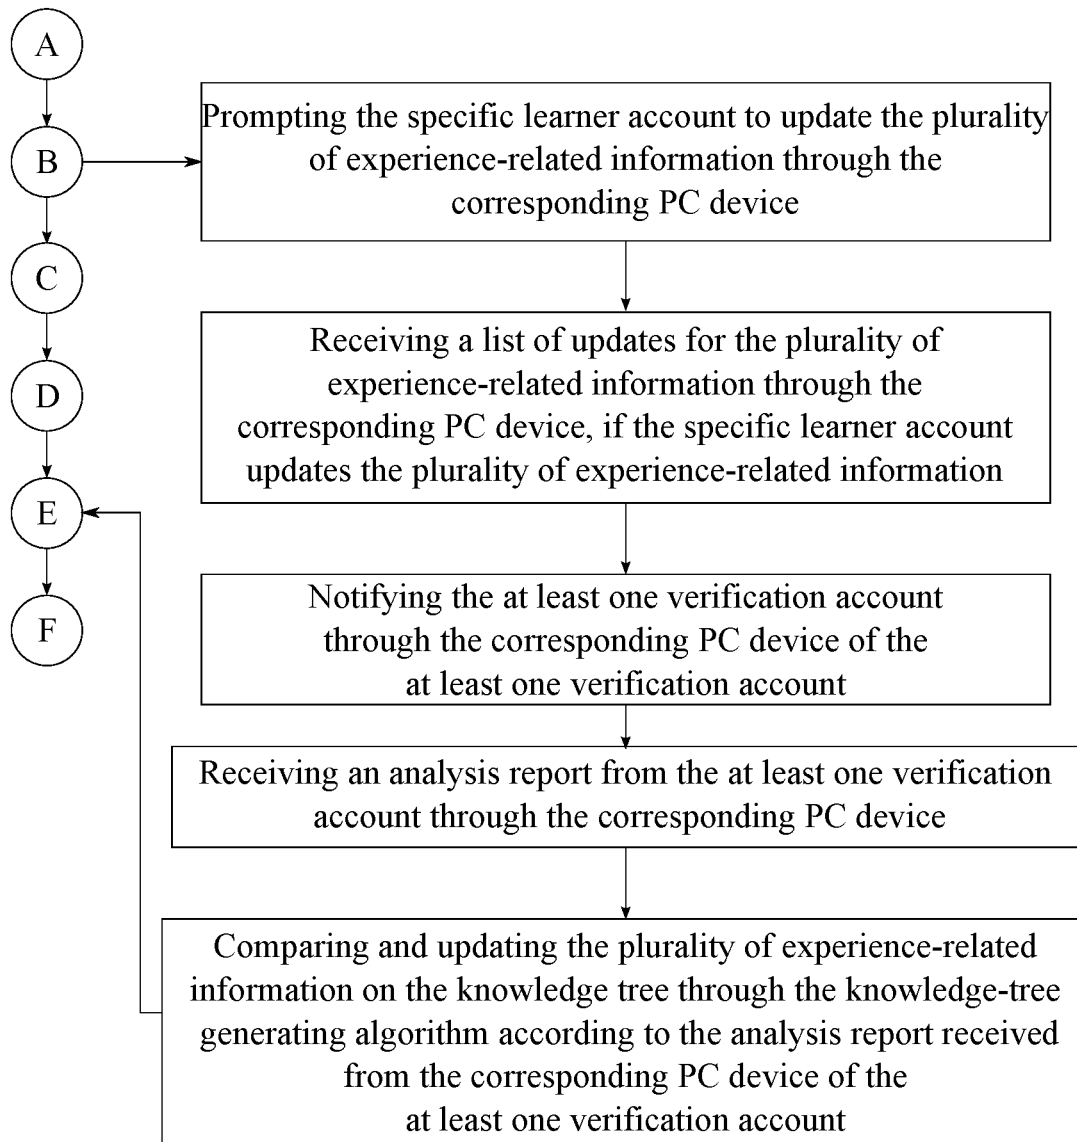 A
B
C
D
E
F
Prompting the specific learner account to update the plurality
of experience-related information through the
corresponding PC device
Receiving a list of updates for the plurality of
experience-related information through the
corresponding PC device, if the specific learner account
updates the plurality of experience-related information
Notifying the at least one verification account
through the corresponding PC device of the
at least one verification account
Receiving an analysis report from the at least one verification
account through the corresponding PC device
Comparing and updating the plurality of experience-related
information on the knowledge tree through the knowledge-tree
generating algorithm according to the analysis report received
from the corresponding PC device of the
at least one verification account